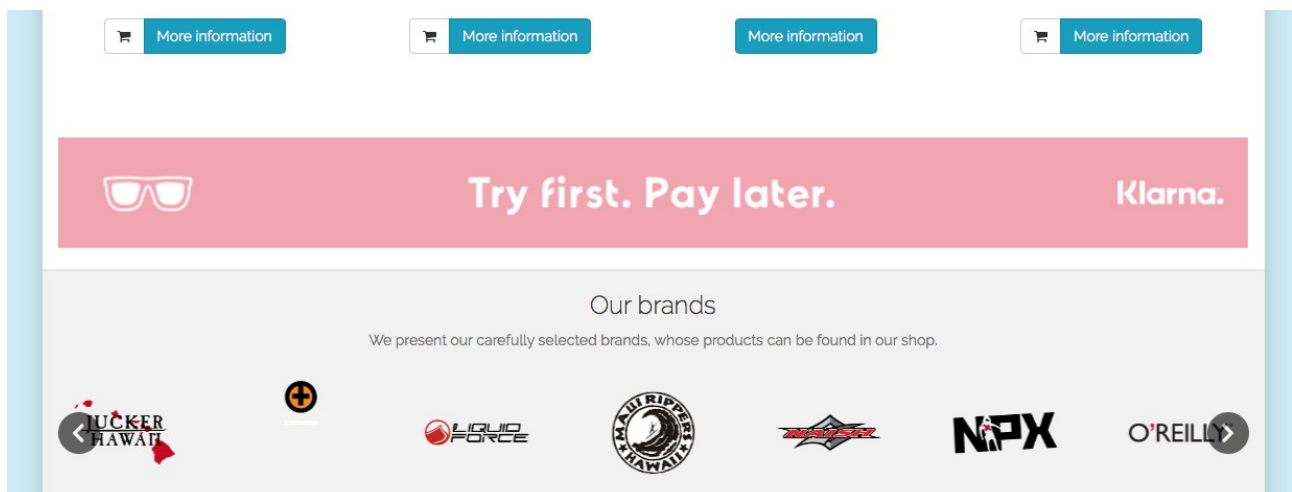 More information
More information
More information
More information
Try first. Pay later.
Klarna.
Our brands
We present our carefully selected brands, whose products can be found in our shop.
JUCKER
HAWAII
LIQUID
FORCE
MAUI RIPPERS
HAWAII
NAISH
NPX
O'REILLY